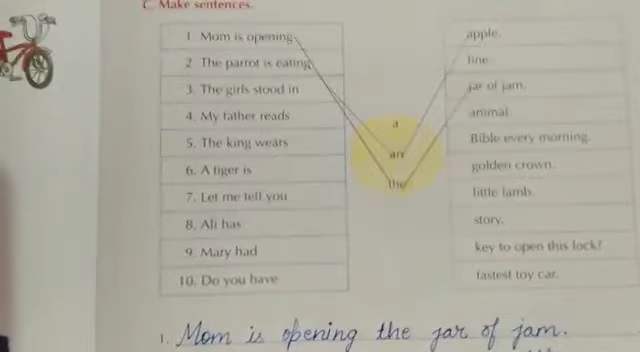 C. Make sentences.
1. Mom is opening
2. The parrot is eating
3. The girls stood in
4. My father reads
5. The king wears
6. A tiger is
7. Let me tell you
8. Ali has
9. Mary had
10. Do you have
a
an
the
apple.
line.
jar of jam.
animal.
Bible every morning.
golden crown.
little lamb.
story.
key to open this lock?
fastest toy car.
1. Mom is opening the jar of jam.